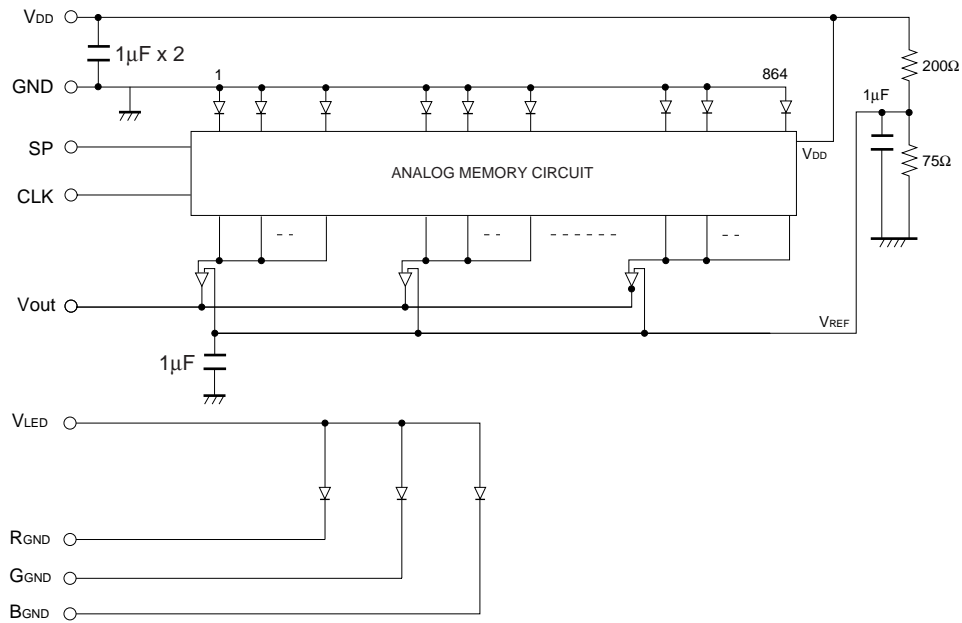 VDD
1μF x 2
200Ω
GND
1
864
1μF
SP
ANALOG MEMORY CIRCUIT
VDD
75Ω
CLK
Vout
VREF
1μF
VLED
RGND
GGND
BGND